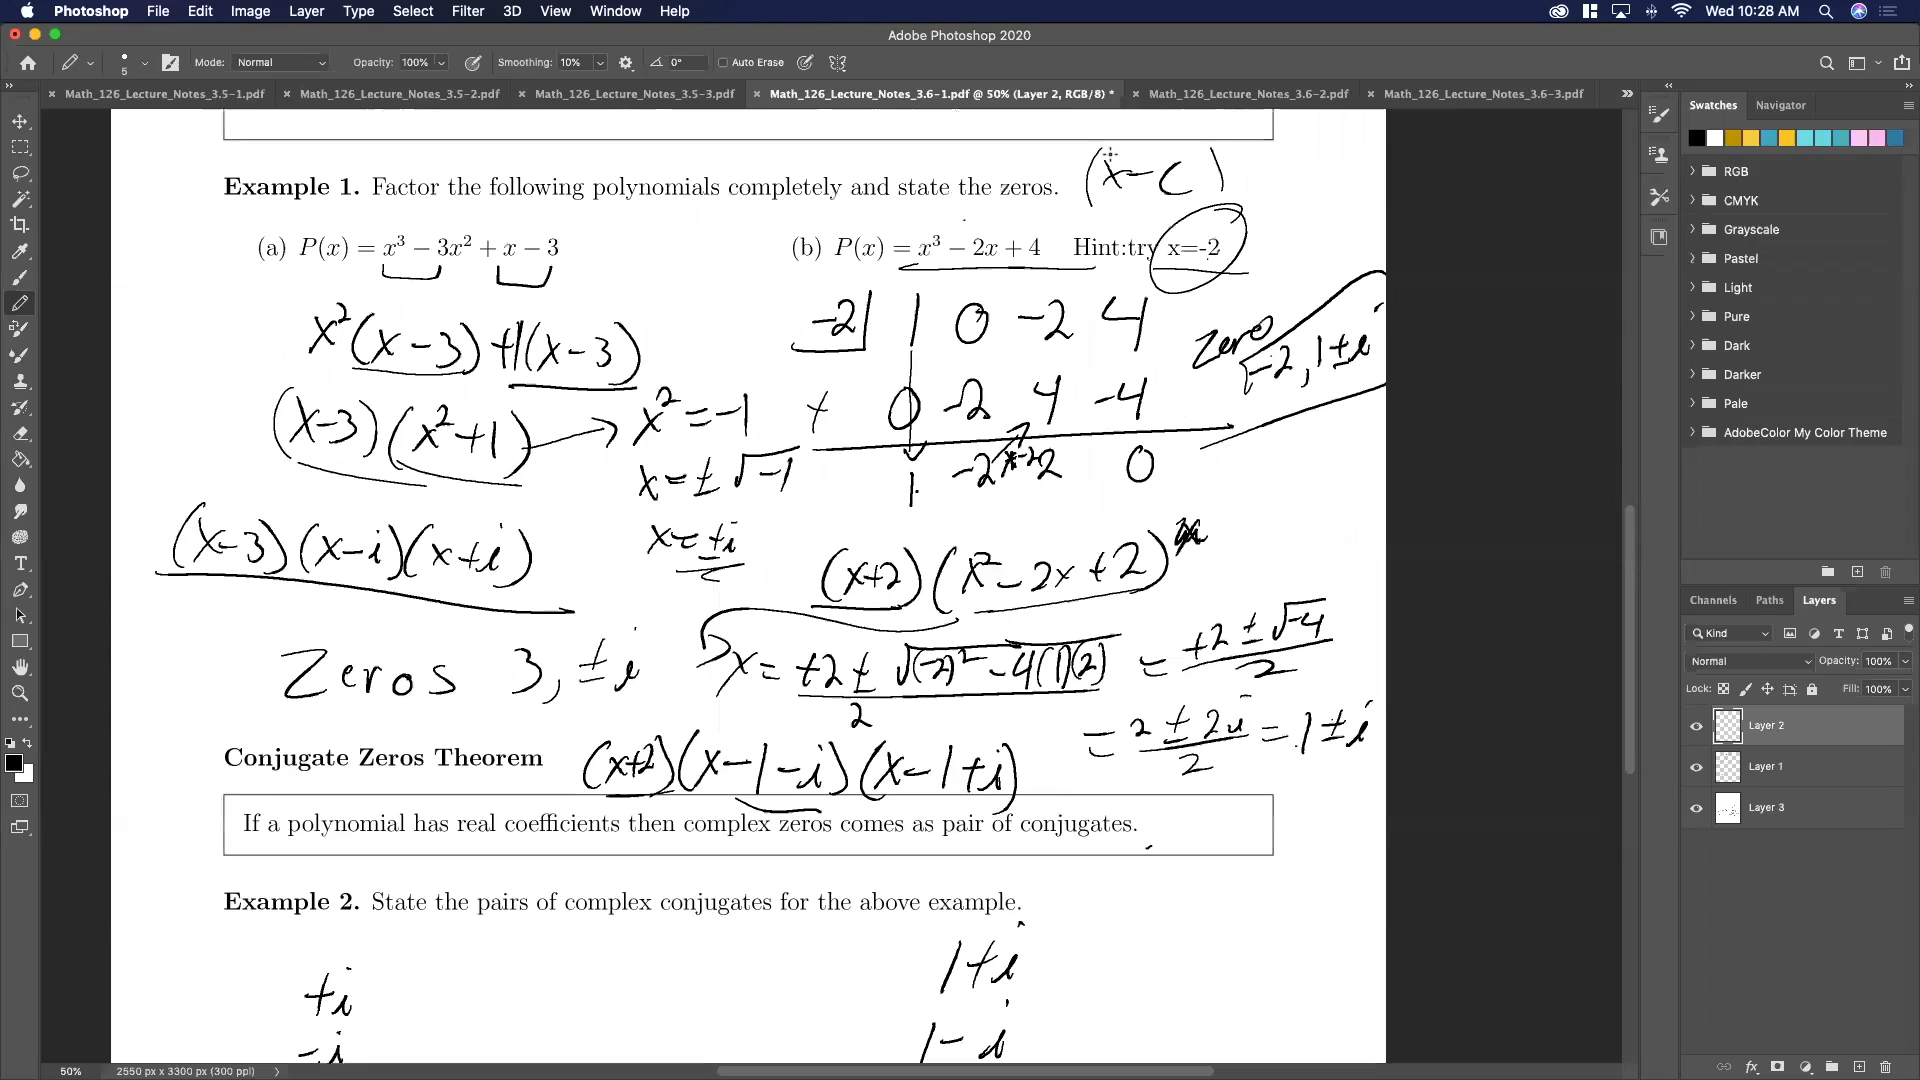 Photoshop File Edit Image Layer Type Select Filter 3D View Window Help Wed 10:28 AM
Adobe Photoshop 2020
5 Mode: Normal Opacity: 100% Smoothing: 10% 0° Auto Erase
Math_126_Lecture_Notes_3.5-1.pdf Math_126_Lecture_Notes_3.5-2.pdf Math_126_Lecture_Notes_3.5-3.pdf Math_126_Lecture_Notes_3.6-1.pdf @ 50% (Layer 2, RGB/8) * Math_126_Lecture_Notes_3.6-2.pdf Math_126_Lecture_Notes_3.6-3.pdf
(x-c)
Example 1. Factor the following polynomials completely and state the zeros.
(a) P(x) = x³ − 3x² + x − 3
(b) P(x) = x³ − 2x + 4 Hint:try x=-2
x²(x-3)+1(x-3)
(x-3)(x²+1)
x²=-1
x=±√-1
x=±i
(x-3)(x-i)(x+i)
Zeros 3, ±i
-2| 1 0 -2 4
+ 0 -2 4 -4
1 -2 2 0
zero
-2, 1±i
(x+2)(x²-2x+2)
x= +2±√(-2)²-4(1)(2)
2
= +2±√-4
2
= 2±2i
2
=1±i
(x+2)(x-1-i)(x-1+i)
Conjugate Zeros Theorem
If a polynomial has real coefficients then complex zeros comes as pair of conjugates.
Example 2. State the pairs of complex conjugates for the above example.
+i
-i
1+i
1-i
50% 2550 px x 3300 px (300 ppi)
Swatches Navigator
RGB
CMYK
Grayscale
Pastel
Light
Pure
Dark
Darker
Pale
AdobeColor My Color Theme
Channels Paths Layers
Kind
Normal Opacity: 100%
Lock: Fill: 100%
Layer 2
Layer 1
Layer 3